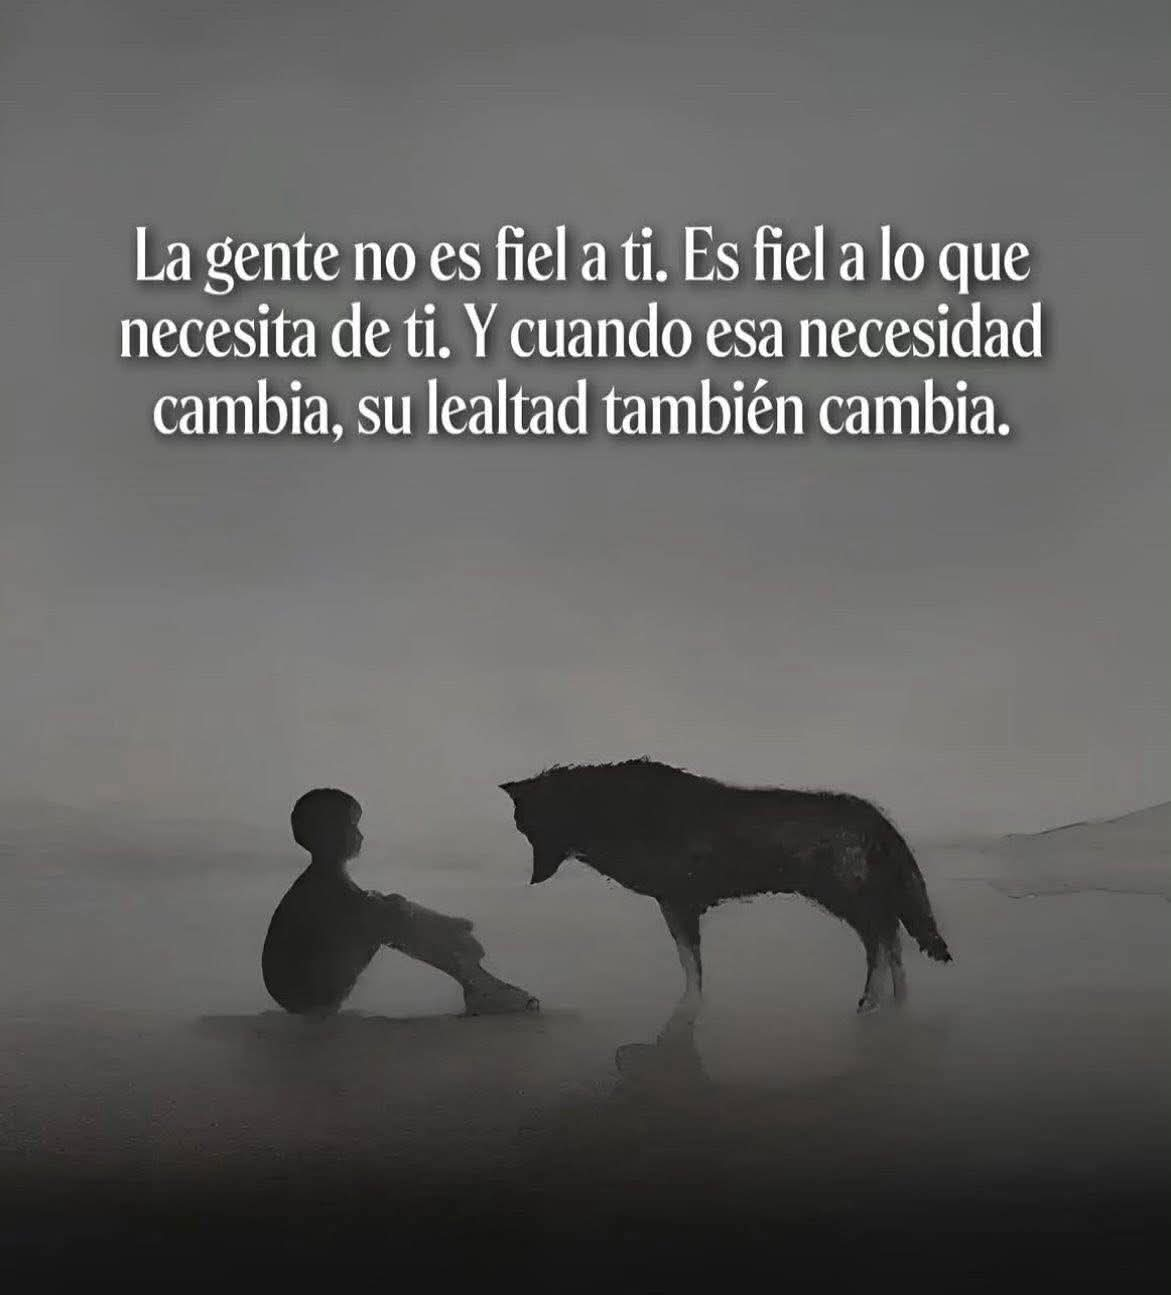 La gente no es fiel a ti. Es fiel a lo que
necesita de ti. Y cuando esa necesidad
cambia, su lealtad también cambia.